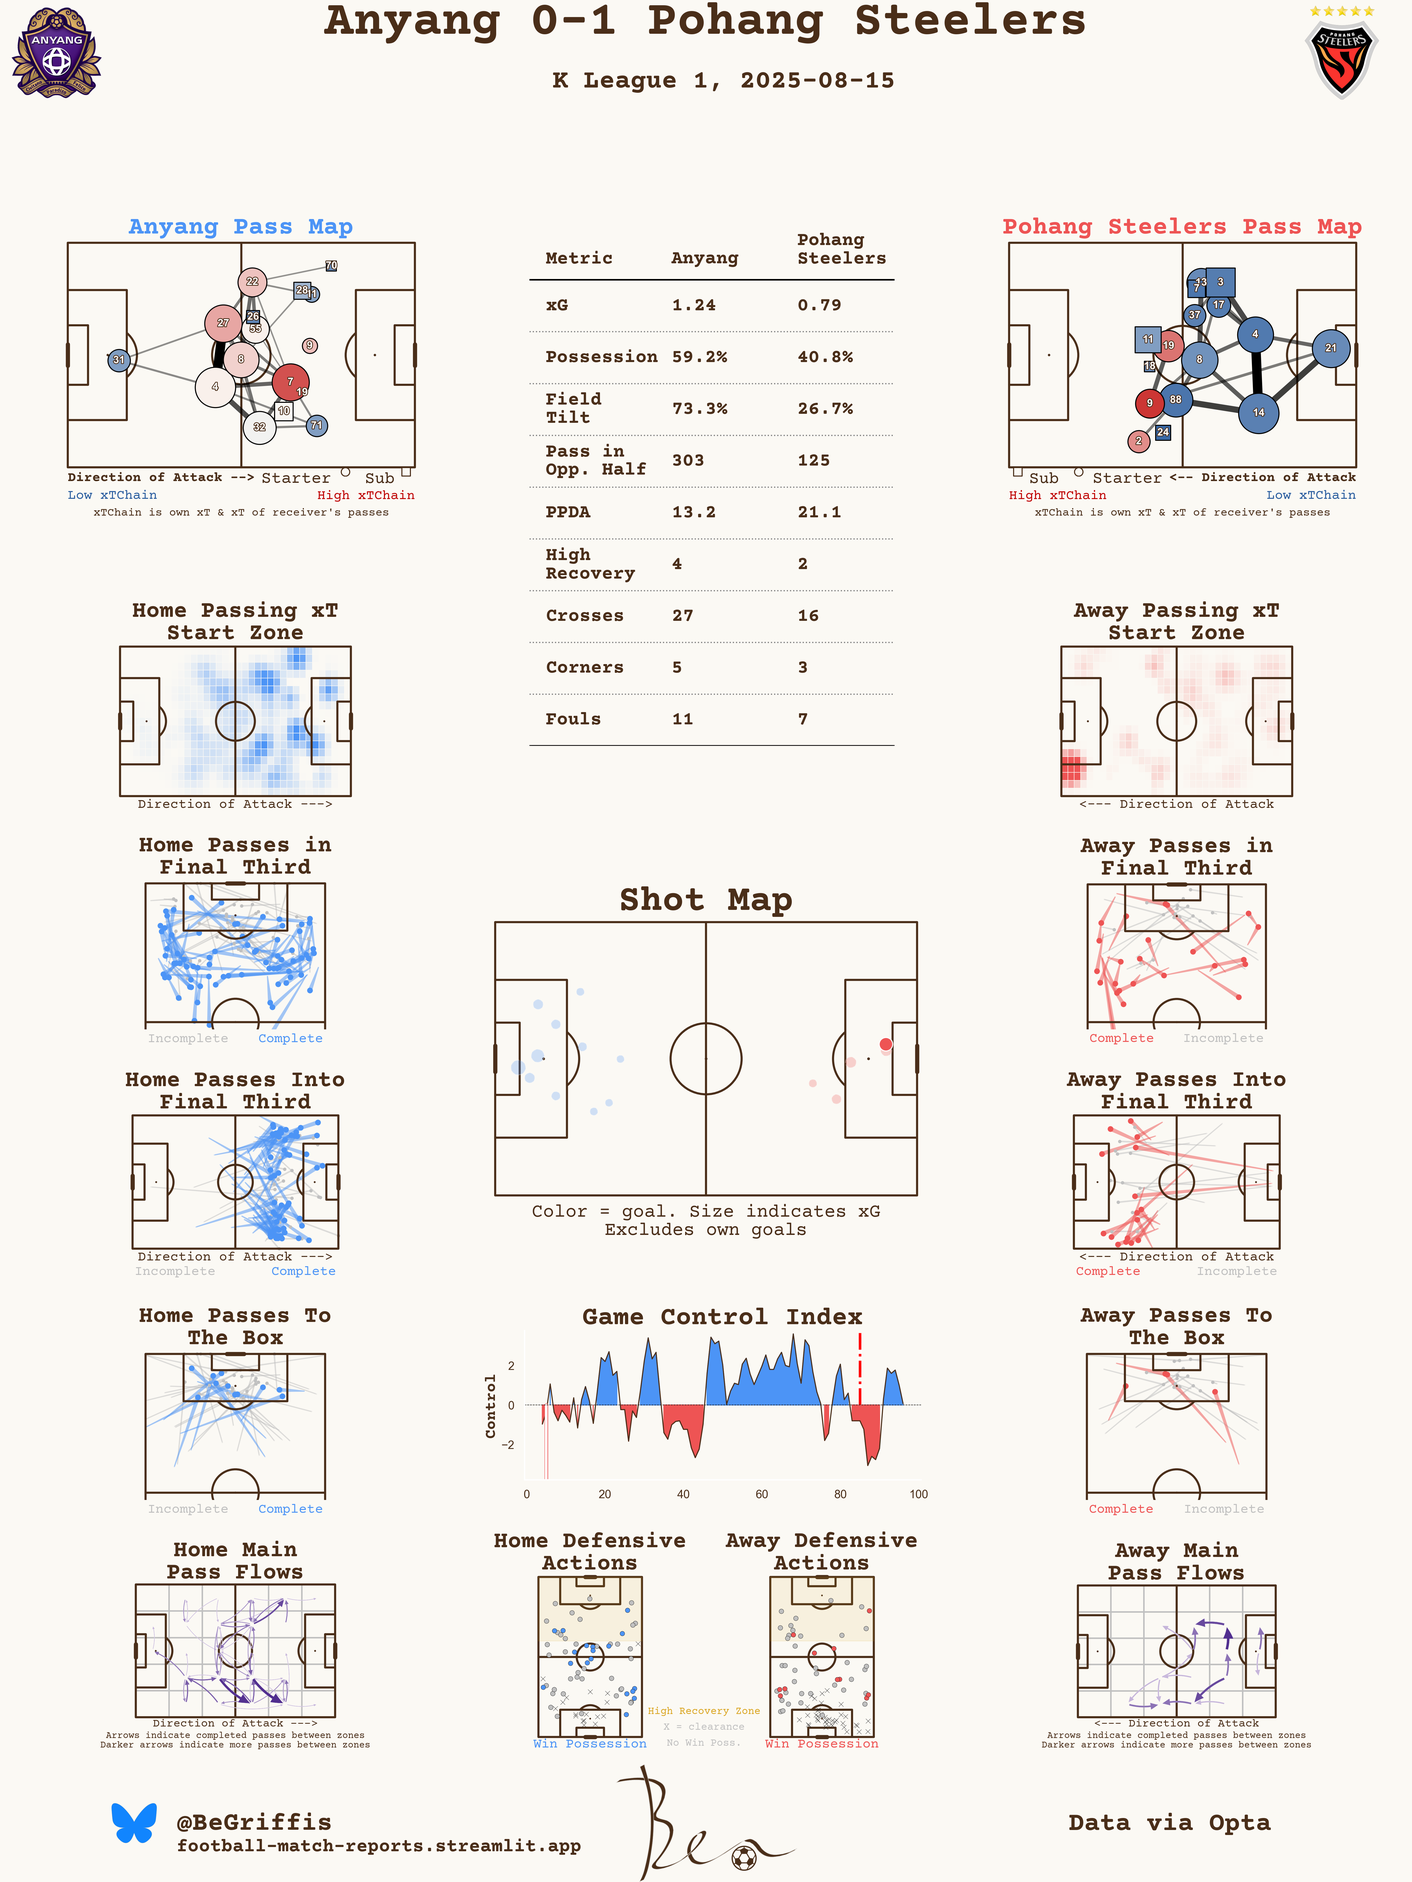 Anyang 0-1 Pohang Steelers
K League 1, 2025-08-15
ANYANG
POHANG
STEELERS
Anyang Pass Map
70
22
28
26
55
27
9
31
8
4
7
19
10
32
71
Direction of Attack --> Starter Sub
Low xTChain High xTChain
xTChain is own xT & xT of receiver's passes
Metric Anyang Pohang Steelers
xG 1.24 0.79
Possession 59.2% 40.8%
Field Tilt 73.3% 26.7%
Pass in Opp. Half 303 125
PPDA 13.2 21.1
High Recovery 4 2
Crosses 27 16
Corners 5 3
Fouls 11 7
Pohang Steelers Pass Map
13
7
3
17
37
11
19
4
21
18
8
9
88
14
24
2
Sub Starter <-- Direction of Attack
High xTChain Low xTChain
xTChain is own xT & xT of receiver's passes
Home Passing xT
Start Zone
Direction of Attack --->
Away Passing xT
Start Zone
<--- Direction of Attack
Home Passes in
Final Third
Incomplete Complete
Away Passes in
Final Third
Complete Incomplete
Shot Map
Color = goal. Size indicates xG
Excludes own goals
Home Passes Into
Final Third
Direction of Attack --->
Incomplete Complete
Away Passes Into
Final Third
<--- Direction of Attack
Complete Incomplete
Home Passes To
The Box
Incomplete Complete
Game Control Index
Control
2
0
−2
0 20 40 60 80 100
Away Passes To
The Box
Complete Incomplete
Home Main
Pass Flows
Direction of Attack --->
Arrows indicate completed passes between zones
Darker arrows indicate more passes between zones
Home Defensive
Actions
Win Possession
High Recovery Zone
X = clearance
No Win Poss.
Away Defensive
Actions
Win Possession
Away Main
Pass Flows
<--- Direction of Attack
Arrows indicate completed passes between zones
Darker arrows indicate more passes between zones
@BeGriffis
football-match-reports.streamlit.app
Ben
Data via Opta